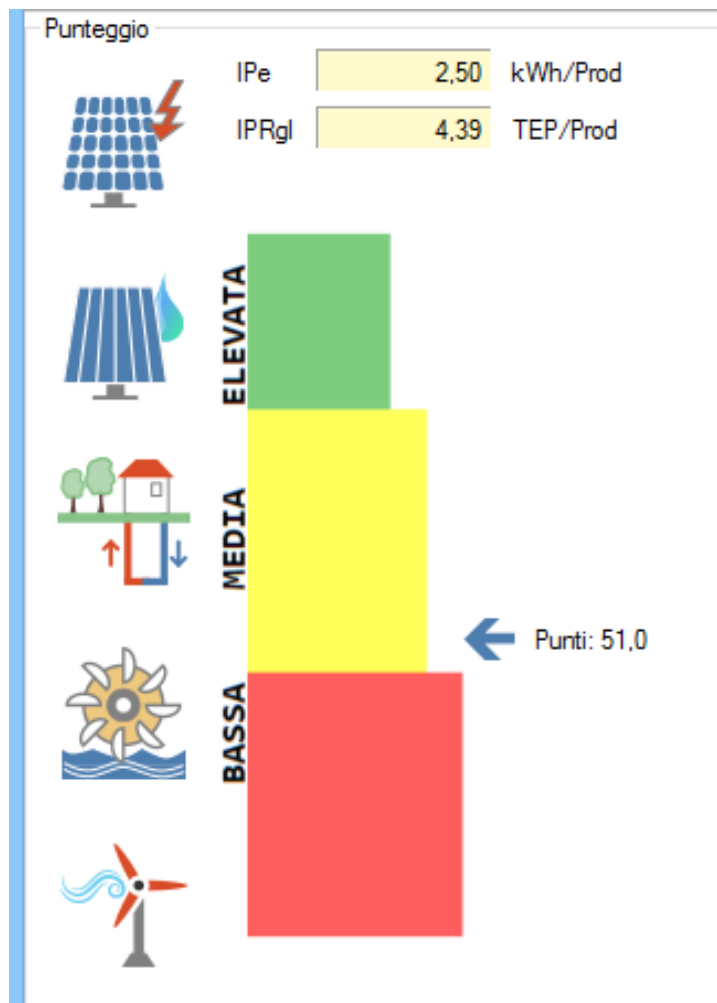 Punteggio
IPe 2,50 kWh/Prod
IPRgl 4,39 TEP/Prod
ELEVATA
MEDIA
Punti: 51,0
BASSA